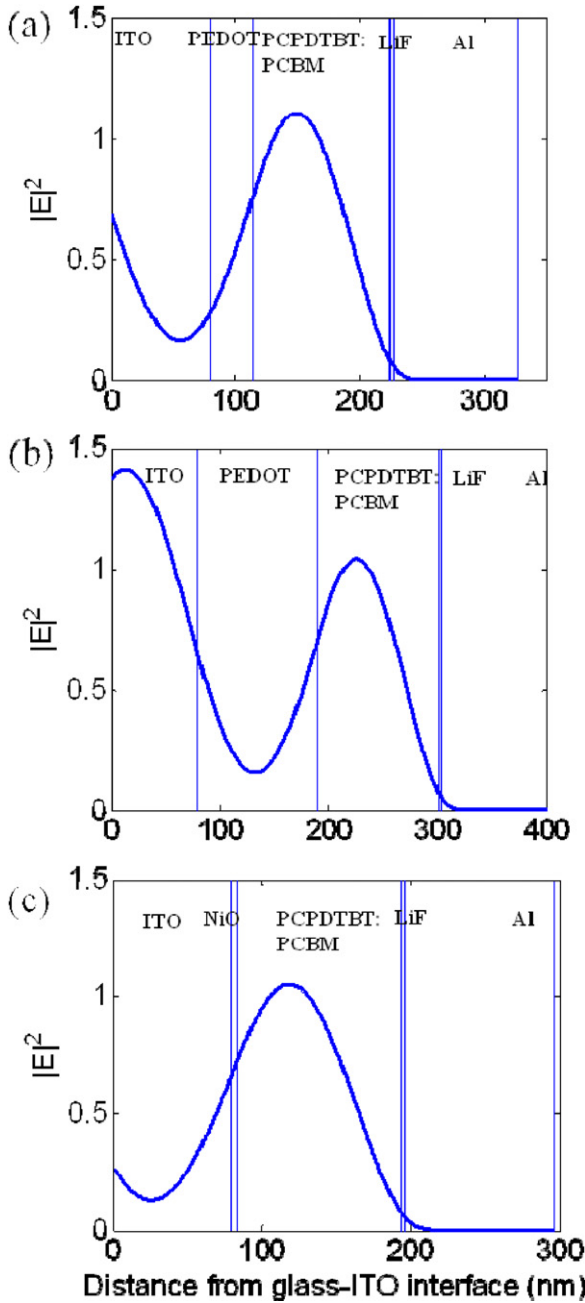 (a)
1.5
ITO PEDOT PCPDTBT: LiF Al
PCBM
1
|E|2
0.5
0
0 100 200 300
(b)
1.5
ITO PEDOT PCPDTBT: LiF Al
PCBM
1
|E|2
0.5
0
0 100 200 300 400
(c)
1.5
ITO NiO PCPDTBT: LiF Al
PCBM
1
|E|2
0.5
0
0 100 200 300
Distance from glass-ITO interface (nm)